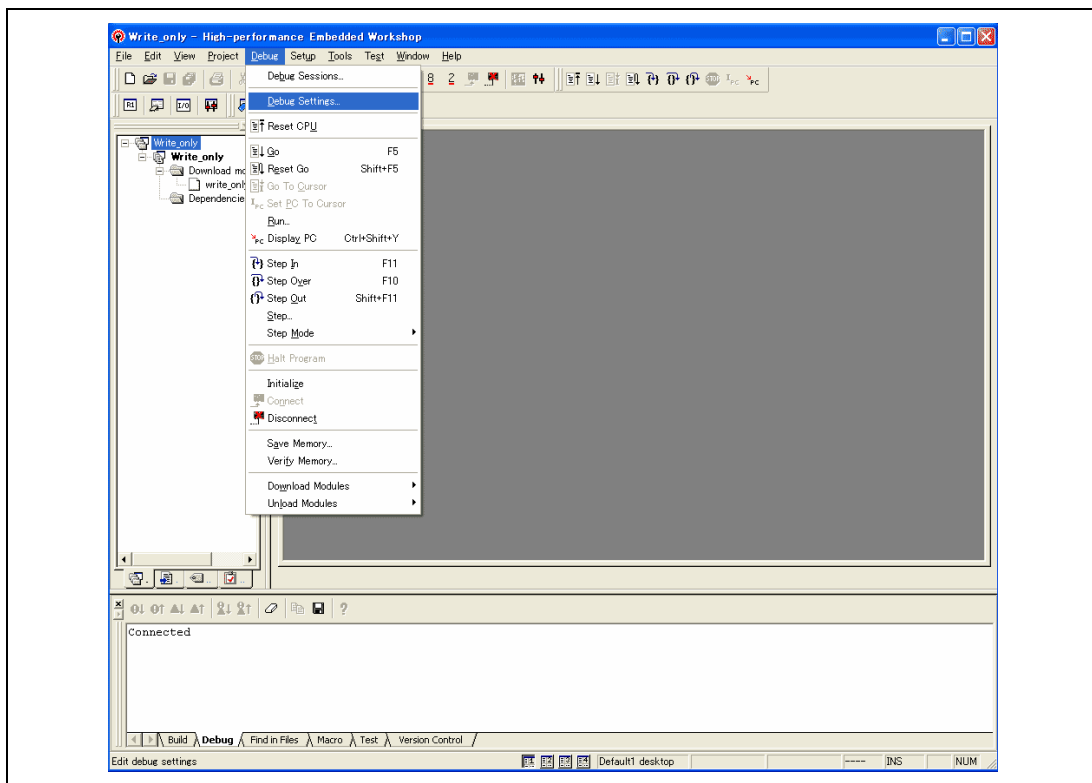 Write_only - High-performance Embedded Workshop
File Edit View Project Debug Setup Tools Test Window Help
Debug Sessions...
Debug Settings...
Reset CPU
Go F5
Reset Go Shift+F5
Go To Cursor
Set PC To Cursor
Run...
Display PC Ctrl+Shift+Y
Step In F11
Step Over F10
Step Out Shift+F11
Step...
Step Mode
Halt Program
Initialize
Connect
Disconnect
Save Memory...
Verify Memory...
Download Modules
Unload Modules
Write_only
Write_only
Download mo
write_onl
Dependencie
Connected
Build Debug Find in Files Macro Test Version Control
Edit debug settings Default1 desktop ---- INS NUM